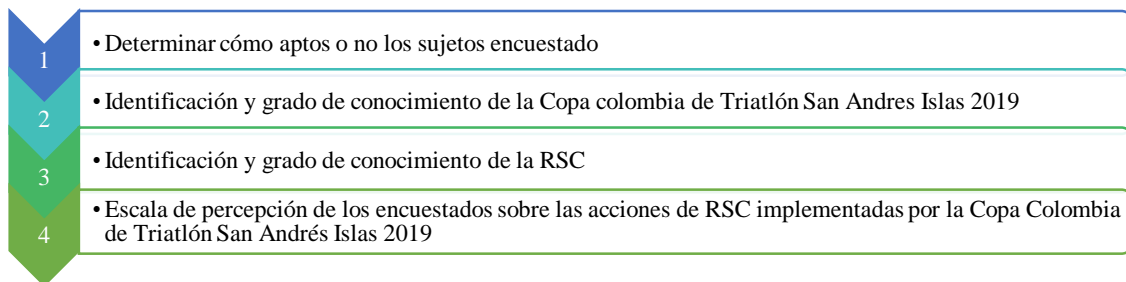 1
• Determinar cómo aptos o no los sujetos encuestado
2
• Identificación y grado de conocimiento de la Copa colombia de Triatlón San Andres Islas 2019
3
• Identificación y grado de conocimiento de la RSC
4
• Escala de percepción de los encuestados sobre las acciones de RSC implementadas por la Copa Colombia
de Triatlón San Andrés Islas 2019